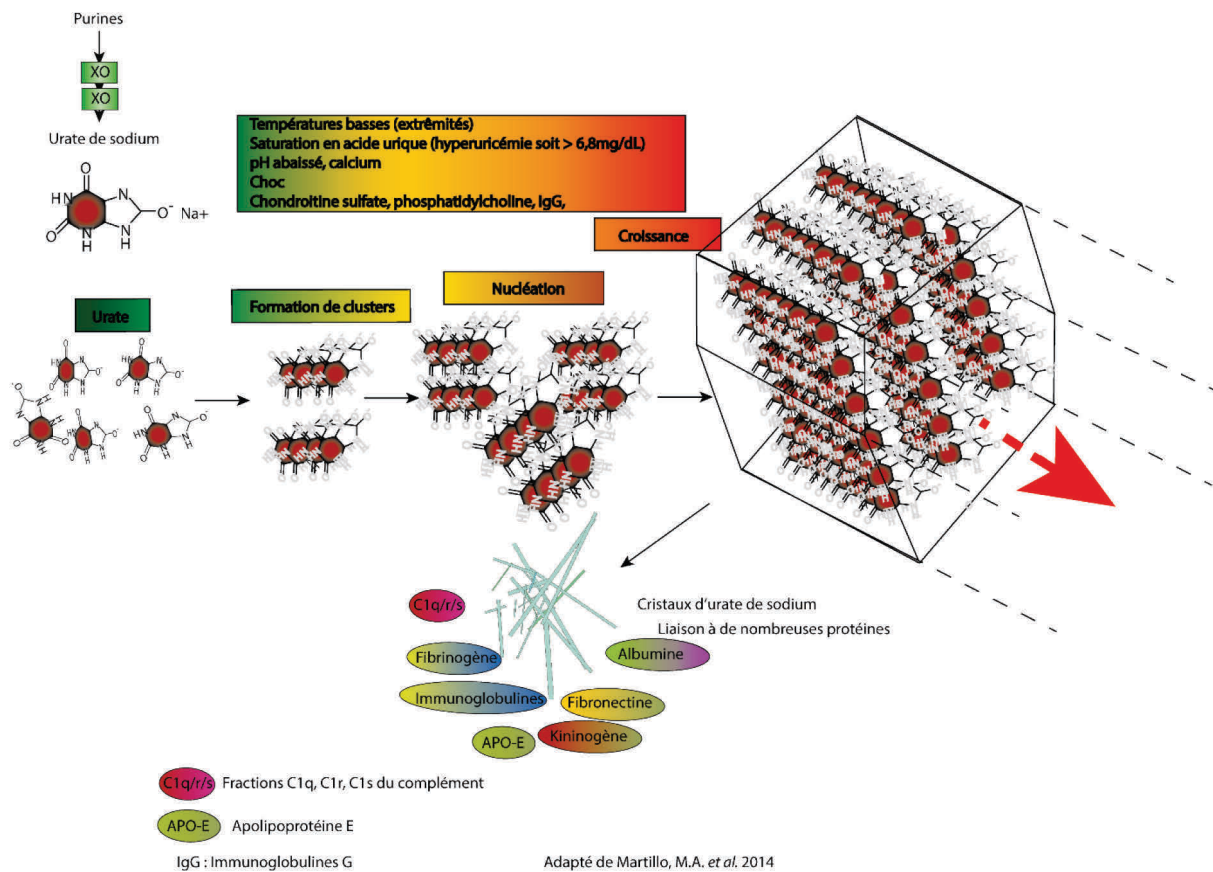 Purines
XO
XO
Urate de sodium
Températures basses (extrêmités)
Saturation en acide urique (hyperuricémie soit > 6,8mg/dL)
pH abaissé, calcium
Choc
Chondroitine sulfate, phosphatidylcholine, IgG,
O
HN
N
O
N
H
N
H
O- Na+
Croissance
Urate
Formation de clusters
Nucléation
C1q/r/s
Cristaux d'urate de sodium
Liaison à de nombreuses protéines
Fibrinogène
Albumine
Immunoglobulines
Fibronectine
APO-E
Kininogène
C1q/r/s Fractions C1q, C1r, C1s du complément
APO-E Apolipoprotéine E
IgG : Immunoglobulines G
Adapté de Martillo, M.A. et al. 2014